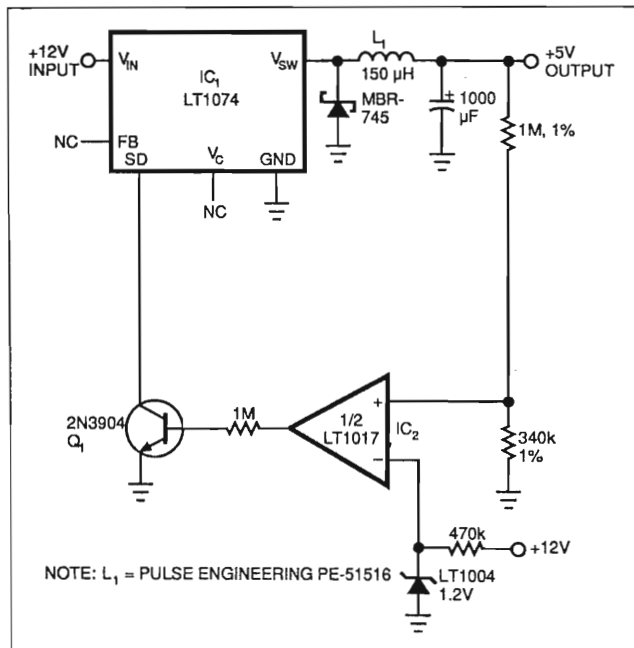 +12V
INPUT
V_IN
IC₁
LT1074
V_SW
L₁
150 µH
MBR-
745
+
1000
µF
+5V
OUTPUT
1M, 1%
NC
FB
SD
V_C
GND
NC
2N3904
Q₁
1M
1/2
LT1017
+
−
IC₂
340k
1%
470k
+12V
LT1004
1.2V
NOTE: L₁ = PULSE ENGINEERING PE-51516